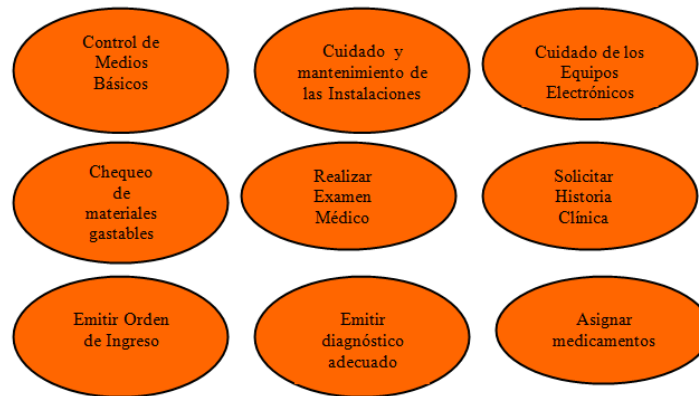 Control de
Medios
Básicos
Cuidado y
mantenimiento de
las Instalaciones
Cuidado de los
Equipos
Electrónicos
Chequeo
de
materiales
gastables
Realizar
Examen
Médico
Solicitar
Historia
Clínica
Emitir Orden
de Ingreso
Emitir
diagnóstico
adecuado
Asignar
medicamentos